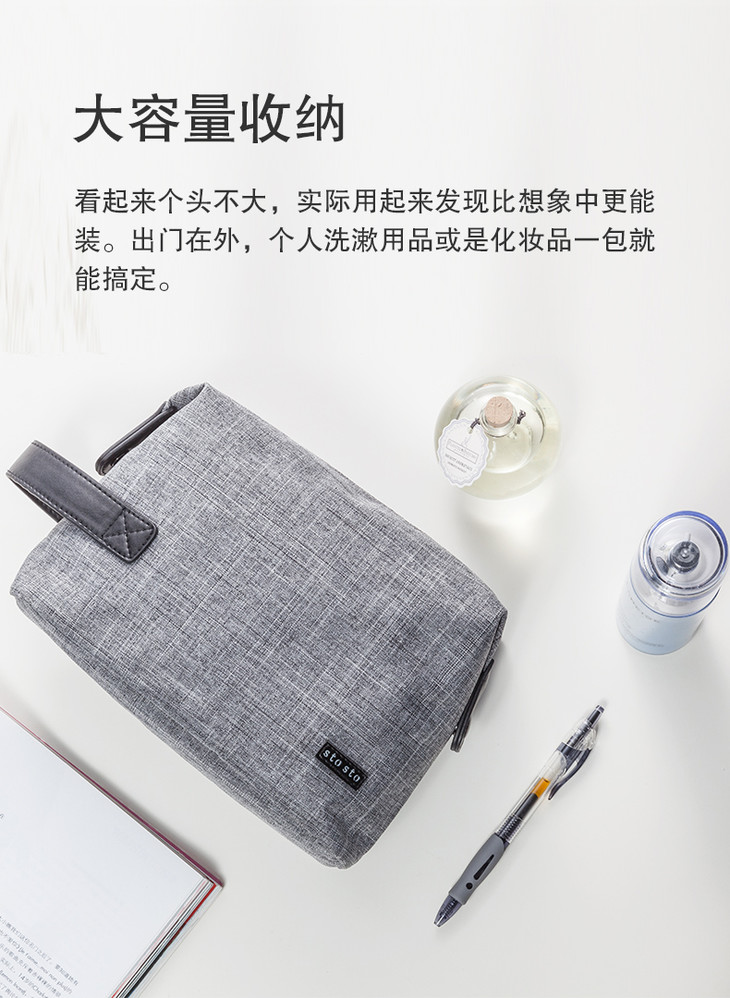 大容量收纳
看起来个头不大，实际用起来发现比想象中更能
装。出门在外，个人洗漱用品或是化妆品一包就
能搞定。
sto sto